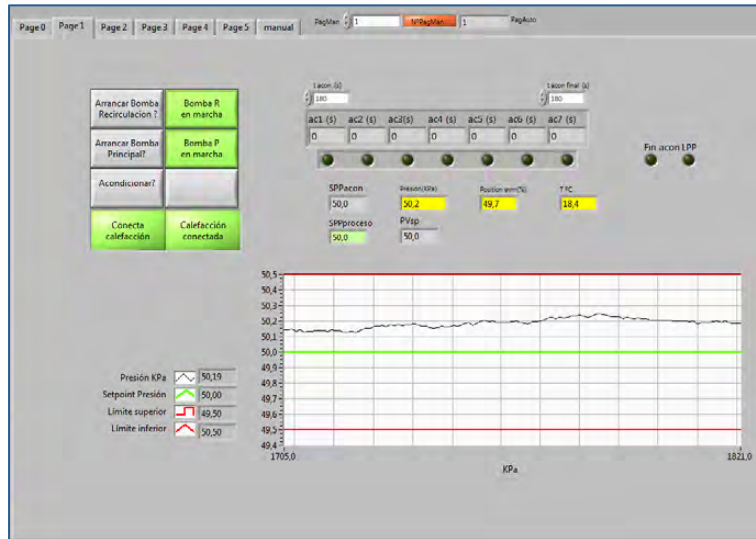 Page 0 Page 1 Page 2 Page 3 Page 4 Page 5 manual PagMan 1 NºPagMan 1 PagAuto
Arrancar Bomba
Recirculacion ?
Bomba R
en marcha
Arrancar Bomba
Principal?
Bomba P
en marcha
Acondicionar?
Conecta
calefacción
Calefacción
conectada
t.acon. (s) t.acon final (s)
180 180
ac1 (s) ac2 (s) ac3(s) ac4 (s) ac5 (s) ac6 (s) ac7 (s)
0 0 0 0 0 0 0
Fin acon LPP
SPPacon Presión(KPa) T ºC
50,0 50,2 49,7 18,4
SPPproceso PVsp
50,0 50,0
50,5
50,4
50,3
50,2
50,1
50,0
49,9
49,8
49,7
49,6
49,5
49,4
1705,0 1821,0
KPa
Presión KPa 50,19
Setpoint Presión 50,00
Límite superior 49,50
Límite inferior 50,50